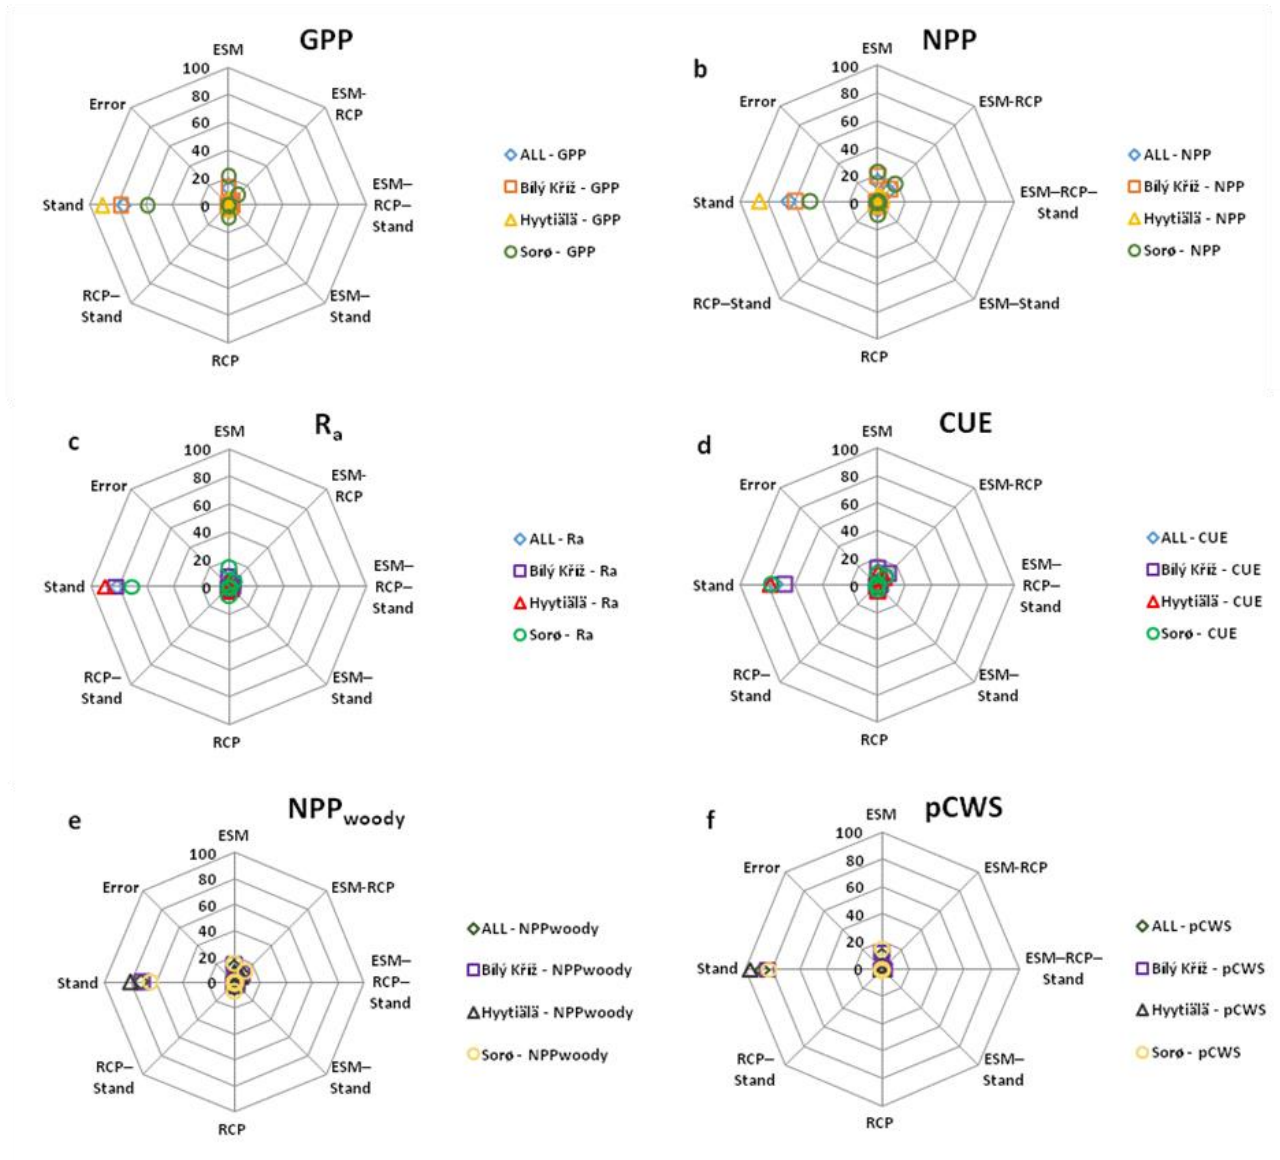 GPP
ESM
100
80
60
40
20
0
ESM-
RCP
ESM–
RCP–
Stand
ESM–
Stand
RCP
RCP–
Stand
Stand
Error
ALL - GPP
Bílý Kříž - GPP
Hyytiälä - GPP
Sorø - GPP
b
NPP
ESM
100
80
60
40
20
0
ESM-RCP
ESM–RCP–
Stand
ESM–Stand
RCP
RCP–Stand
Stand
Error
ALL - NPP
Bílý Kříž - NPP
Hyytiälä - NPP
Sorø - NPP
c
Ra
ESM
100
80
60
40
20
0
ESM-
RCP
ESM–
RCP–
Stand
ESM–
Stand
RCP
RCP–
Stand
Stand
Error
ALL - Ra
Bílý Kříž - Ra
Hyytiälä - Ra
Sorø - Ra
d
CUE
ESM
100
80
60
40
20
0
ESM-RCP
ESM–
RCP–
Stand
ESM–
Stand
RCP
RCP–
Stand
Stand
Error
ALL - CUE
Bílý Kříž - CUE
Hyytiälä - CUE
Sorø - CUE
e
NPPwoody
ESM
100
80
60
40
20
0
ESM-RCP
ESM–
RCP–
Stand
ESM–
Stand
RCP
RCP–
Stand
Stand
Error
ALL - NPPwoody
Bílý Kříž - NPPwoody
Hyytiälä - NPPwoody
Sorø - NPPwoody
f
pCWS
ESM
100
80
60
40
20
0
ESM-RCP
ESM–RCP–
Stand
ESM–
Stand
RCP
RCP–
Stand
Stand
Error
ALL - pCWS
Bílý Kříž - pCWS
Hyytiälä - pCWS
Sorø - pCWS